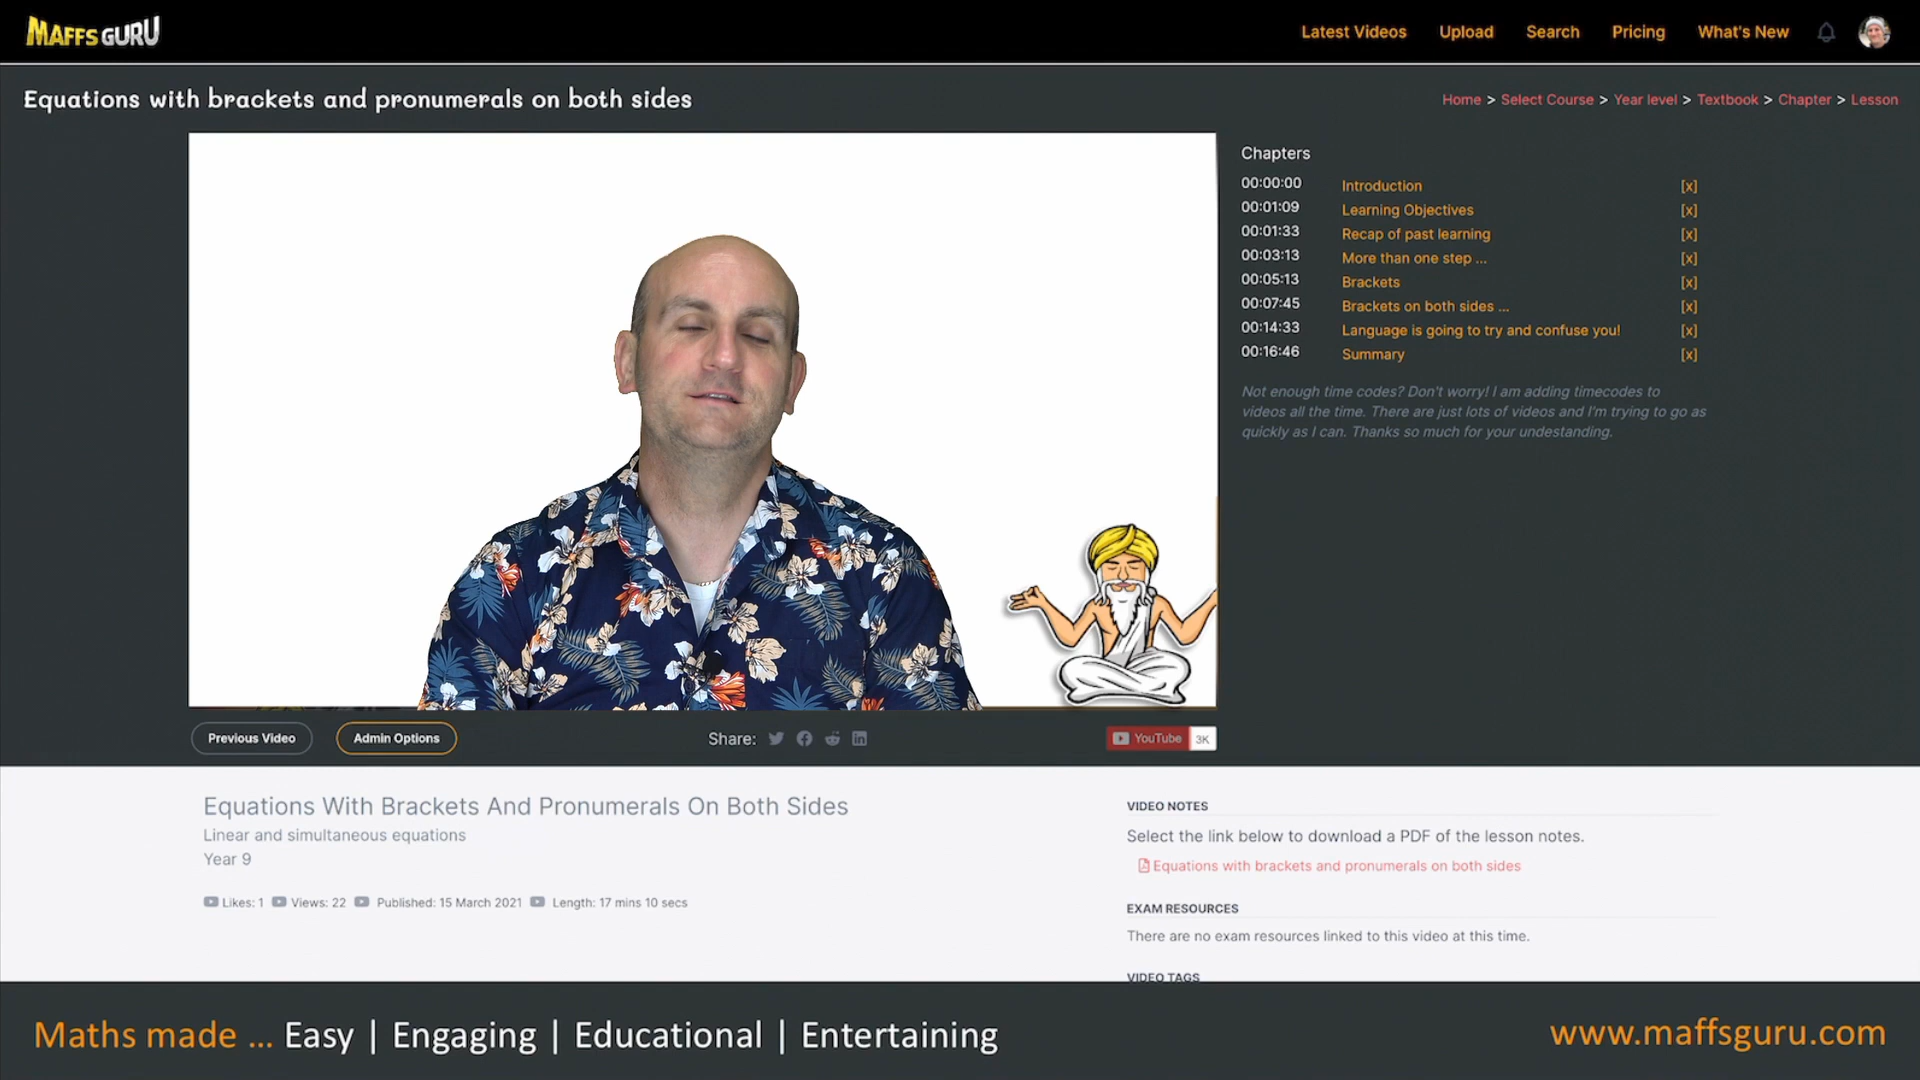 MAFFSGURU
Latest Videos Upload Search Pricing What's New
Equations with brackets and pronumerals on both sides
Home > Select Course > Year level > Textbook > Chapter > Lesson
Chapters
00:00:00 Introduction [x]
00:01:09 Learning Objectives [x]
00:01:33 Recap of past learning [x]
00:03:13 More than one step ... [x]
00:05:13 Brackets [x]
00:07:45 Brackets on both sides ... [x]
00:14:33 Language is going to try and confuse you! [x]
00:16:46 Summary [x]
Not enough time codes? Don't worry! I am adding timecodes to
videos all the time. There are just lots of videos and I'm trying to go as
quickly as I can. Thanks so much for your undestanding.
Previous Video Admin Options Share: YouTube 3K
Equations With Brackets And Pronumerals On Both Sides
Linear and simultaneous equations
Year 9
Likes: 1 Views: 22 Published: 15 March 2021 Length: 17 mins 10 secs
VIDEO NOTES
Select the link below to download a PDF of the lesson notes.
Equations with brackets and pronumerals on both sides
EXAM RESOURCES
There are no exam resources linked to this video at this time.
VIDEO TAGS
Maths made ... Easy | Engaging | Educational | Entertaining
www.maffsguru.com